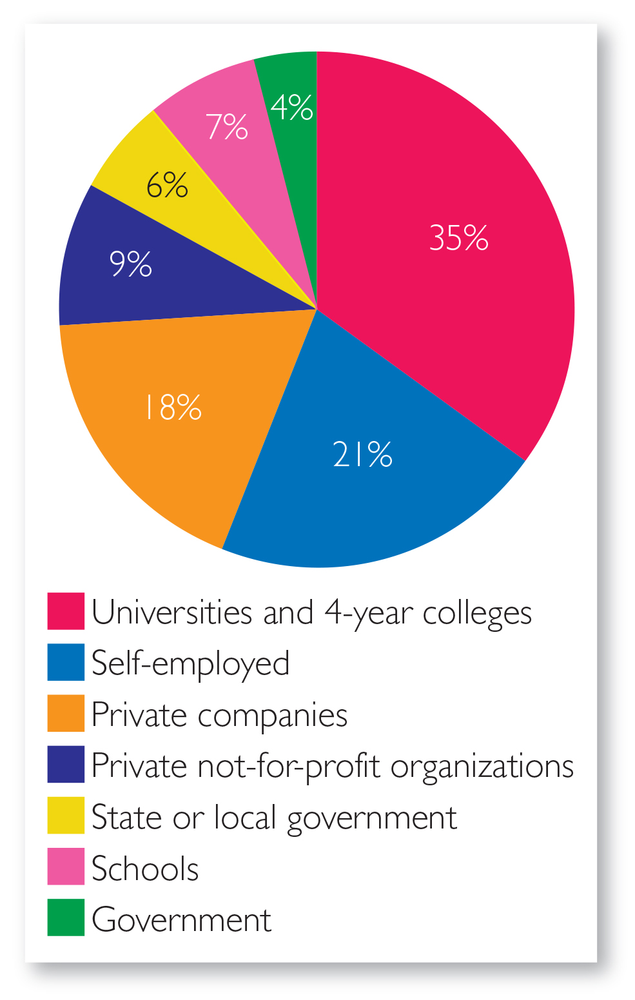 4%
7%
6%
35%
9%
18%
21%
Universities and 4-year colleges
Self-employed
Private companies
Private not-for-profit organizations
State or local government
Schools
Government